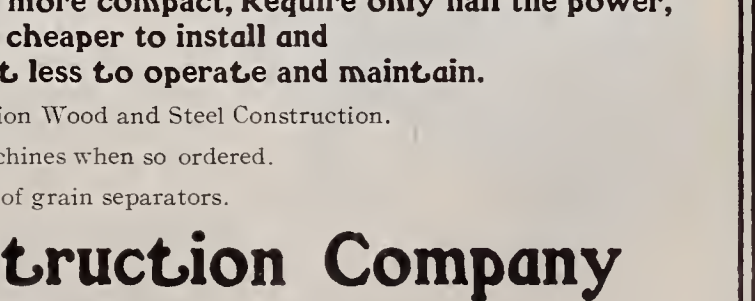 more compact, Require only half the power,
cheaper to install and
t less to operate and maintain.
ion Wood and Steel Construction.
chines when so ordered.
of grain separators.
truction Company